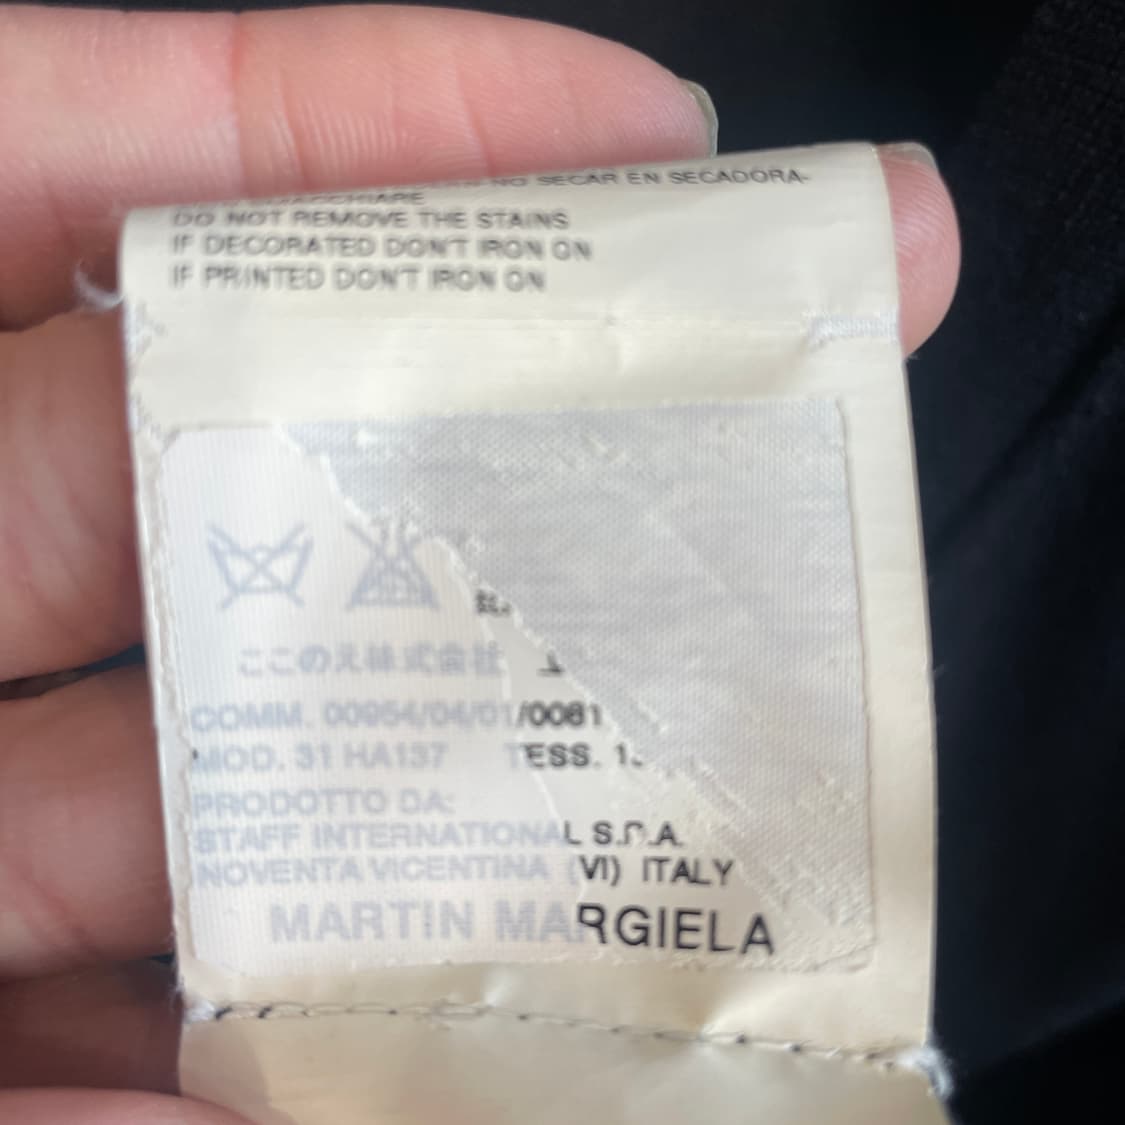 NO SECAR EN SECADORA-
DO NOT REMOVE THE STAINS
IF DECORATED DON'T IRON ON
IF PRINTED DON'T IRON ON
ここのえ株式会社
COMM. 00954/04/01/0081
MOD. 31 HA137 TESS.
PRODOTTO DA:
STAFF INTERNATIONAL S.P.A.
NOVENTA VICENTINA (VI) ITALY
MARTIN MARGIELA